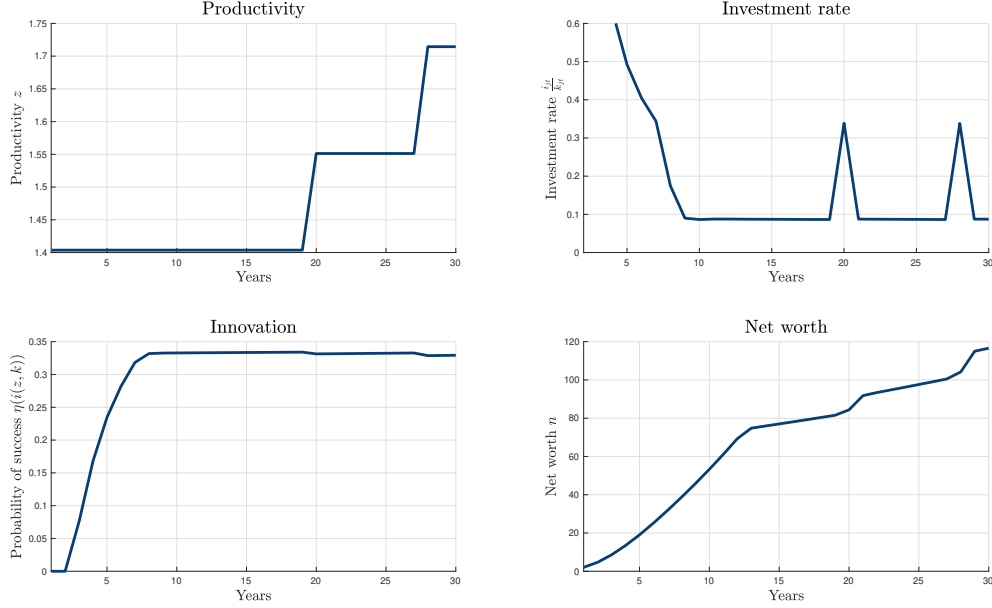 Productivity
1.75
1.7
1.65
1.6
1.55
1.5
1.45
1.4
Productivity z
5 10 15 20 25 30
Years
Investment rate
0.6
0.5
0.4
0.3
0.2
0.1
0
Investment rate i_{jt}/k_{jt}
5 10 15 20 25 30
Years
Innovation
0.35
0.3
0.25
0.2
0.15
0.1
0.05
0
Probability of success η(i(z, k))
5 10 15 20 25 30
Years
Net worth
120
100
80
60
40
20
0
Net worth n
5 10 15 20 25 30
Years